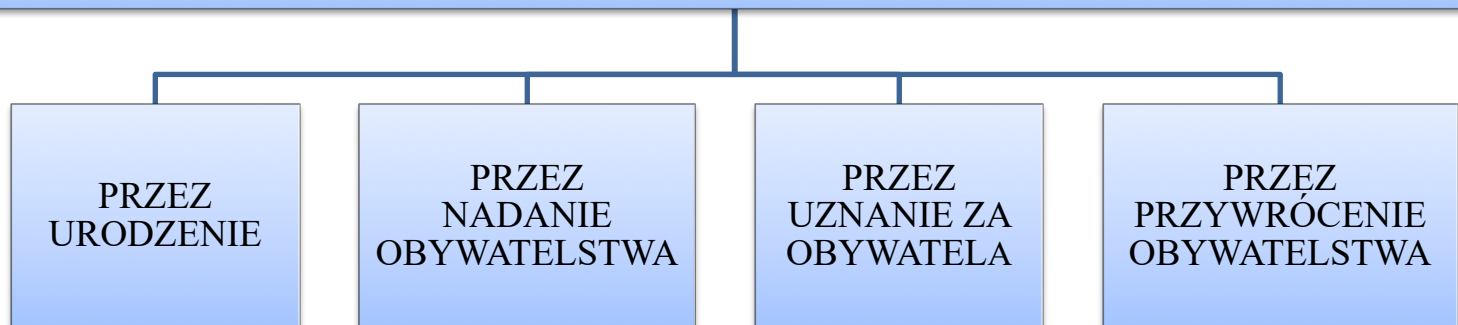 PRZEZ
URODZENIE
PRZEZ
NADANIE
OBYWATELSTWA
PRZEZ
UZNANIE ZA
OBYWATELA
PRZEZ
PRZYWRÓCENIE
OBYWATELSTWA